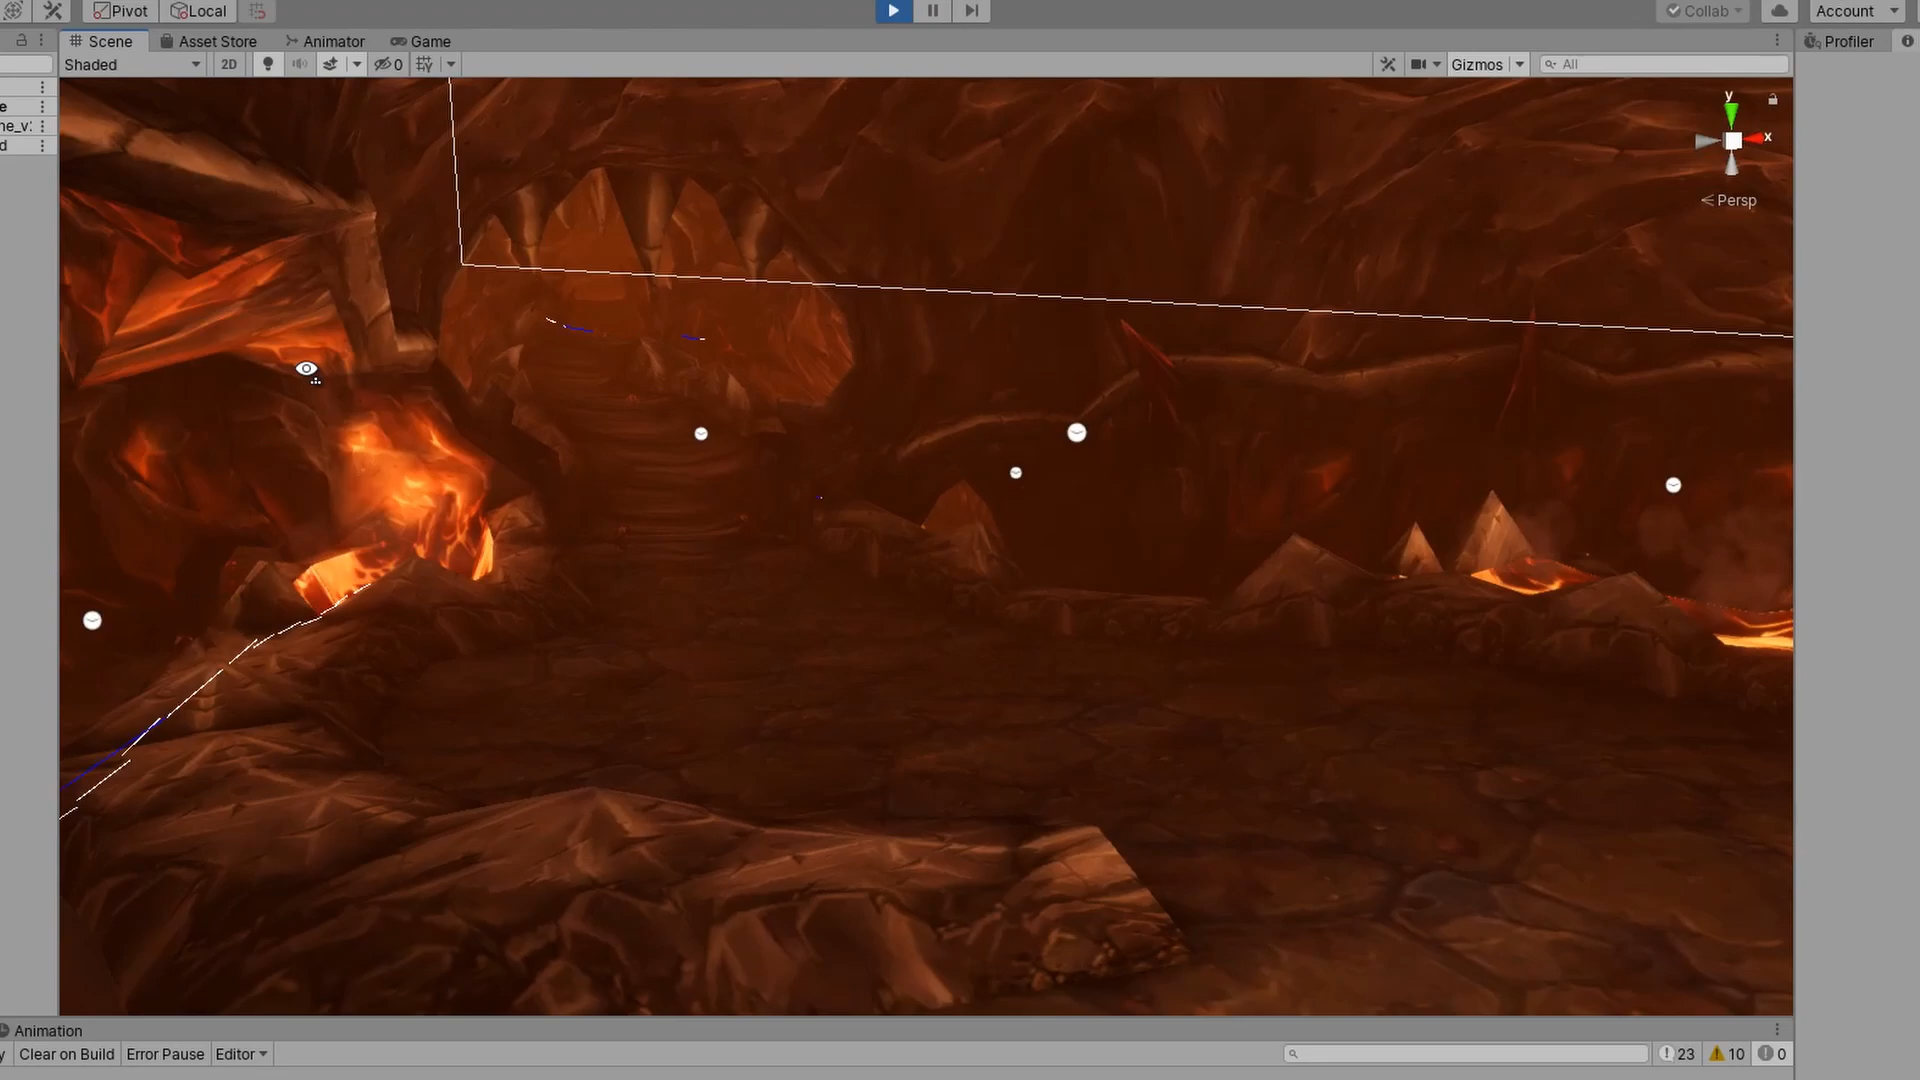 Pivot Local Collab Account
Scene Asset Store Animator Game Profiler
Shaded 2D 0 Gizmos All
e
ne_v
d
y
x
Persp
Animation
y Clear on Build Error Pause Editor 23 10 0